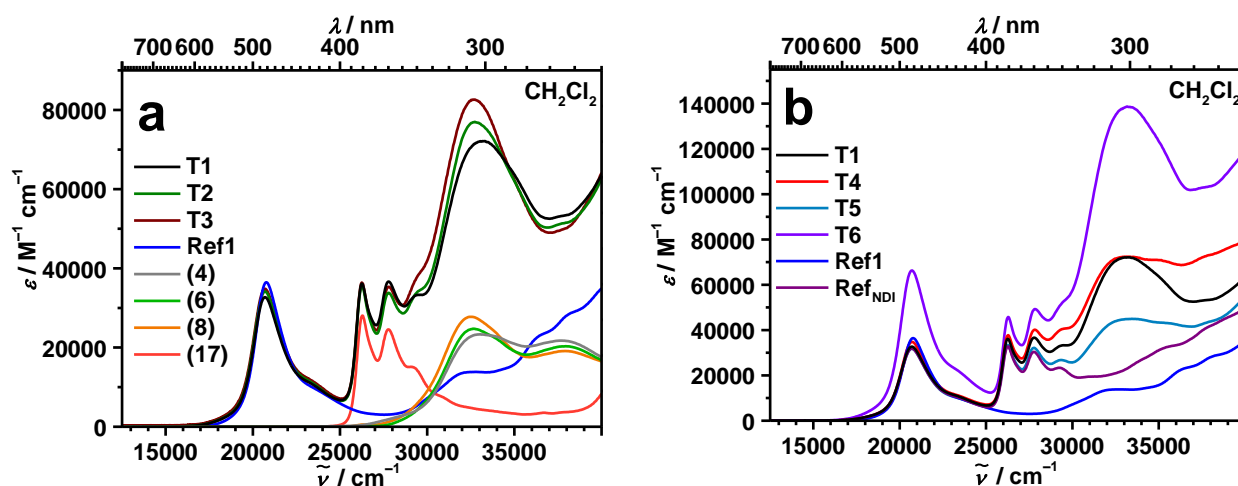 λ / nm
700 600 500 400 300
CH₂Cl₂
a
80000
60000
40000
20000
0
ε / M⁻¹ cm⁻¹
T1
T2
T3
Ref1
(4)
(6)
(8)
(17)
15000 20000 25000 30000 35000
ν̃ / cm⁻¹
λ / nm
700 600 500 400 300
CH₂Cl₂
b
140000
120000
100000
80000
60000
40000
20000
0
ε / M⁻¹ cm⁻¹
T1
T4
T5
T6
Ref1
Ref_NDI
15000 20000 25000 30000 35000
ν̃ / cm⁻¹